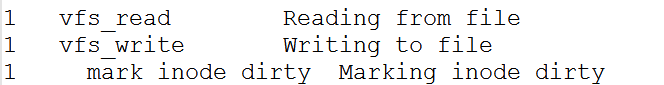 1   vfs_read        Reading from file
1   vfs_write       Writing to file
1     mark inode dirty  Marking inode dirty